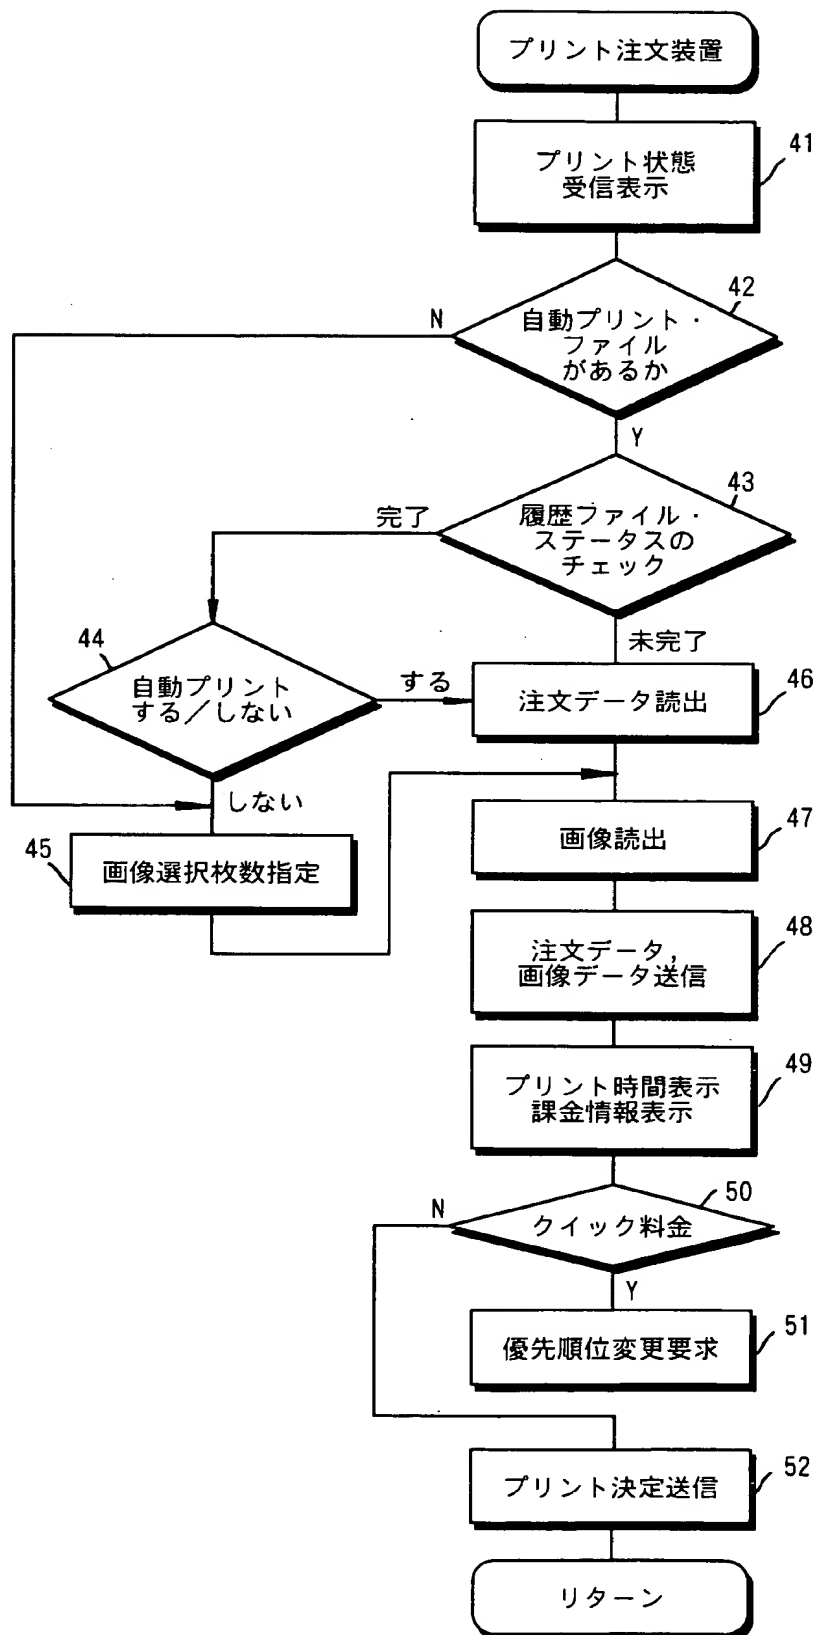 プリント注文装置
41
プリント状態
受信表示
42
N
自動プリント・
ファイル
があるか
Y
43
完了
履歴ファイル・
ステータスの
チェック
未完了
44
自動プリント
する/しない
する
注文データ読出
46
しない
45
画像選択枚数指定
画像読出
47
注文データ,
画像データ送信
48
プリント時間表示
課金情報表示
49
N
クイック料金
50
Y
優先順位変更要求
51
プリント決定送信
52
リターン